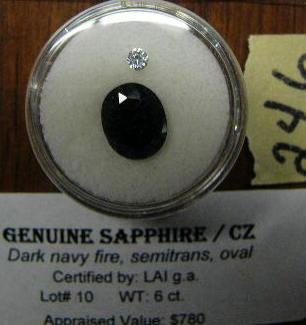 246
GENUINE SAPPHIRE / CZ
Dark navy fire, semitrans, oval
Certified by: LAI g.a.
Lot# 10 WT: 6 ct.
Appraised Value: $780